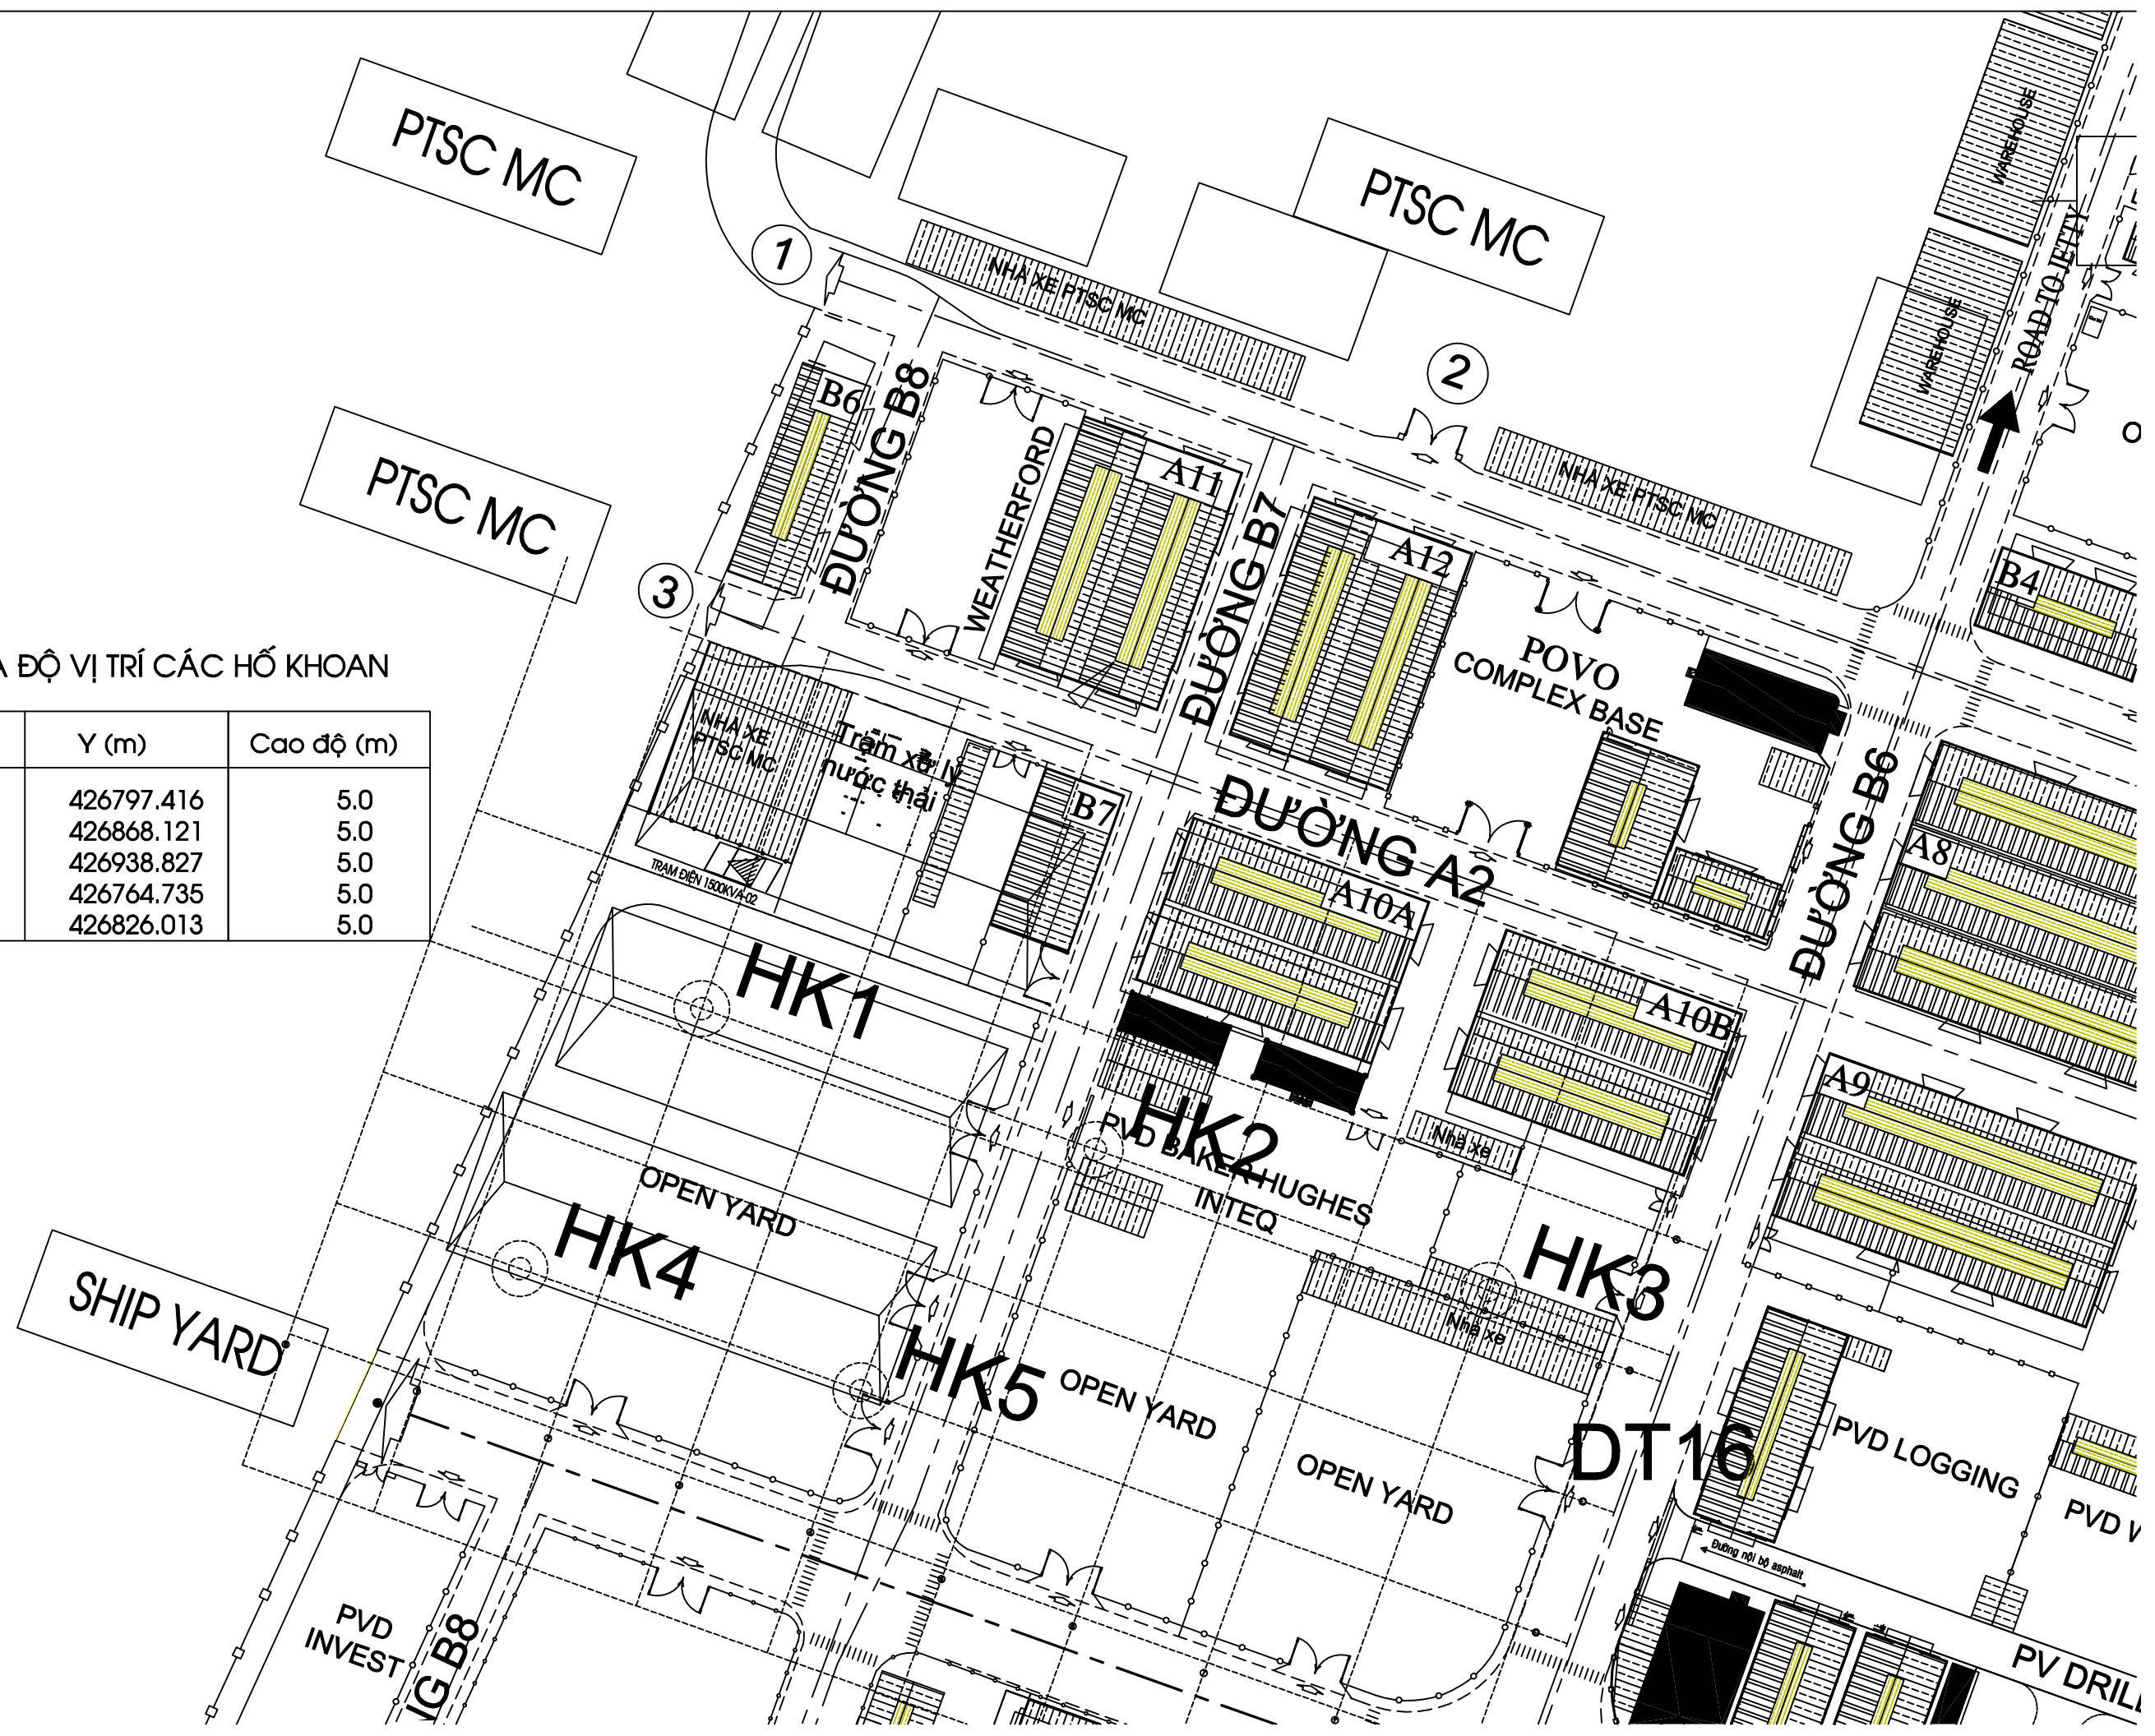 PTSC MC
PTSC MC
WAREHOUSE
ROAD TO JETTY
1
NHÀ XE PTSC MC
WAREHOUSE
2
B6
ĐƯỜNG B8
PTSC MC
WEATHERFORD
A11
NHÀ XE PTSC MC
ĐƯỜNG B7
A12
B4
3
POVO
COMPLEX BASE
A ĐỘ VỊ TRÍ CÁC HỐ KHOAN
Y (m) Cao độ (m)
426797.416 5.0
426868.121 5.0
426938.827 5.0
426764.735 5.0
426826.013 5.0
NHÀ XE
PTSC MC
Trạm xử lý
nước thải
B7
ĐƯỜNG A2
ĐƯỜNG B6
A8
TRẠM ĐIỆN 1500KVA-02
A10A
HK1
A10B
A9
HK2
PVD BAKER HUGHES
INTEQ
Nhà xe
OPEN YARD
HK4
HK3
Nhà xe
SHIP YARD
HK5
OPEN YARD
OPEN YARD
DT16
PVD LOGGING
PVD
Đường nội bộ asphalt
PVD
INVEST
NG B8
PV DRILL